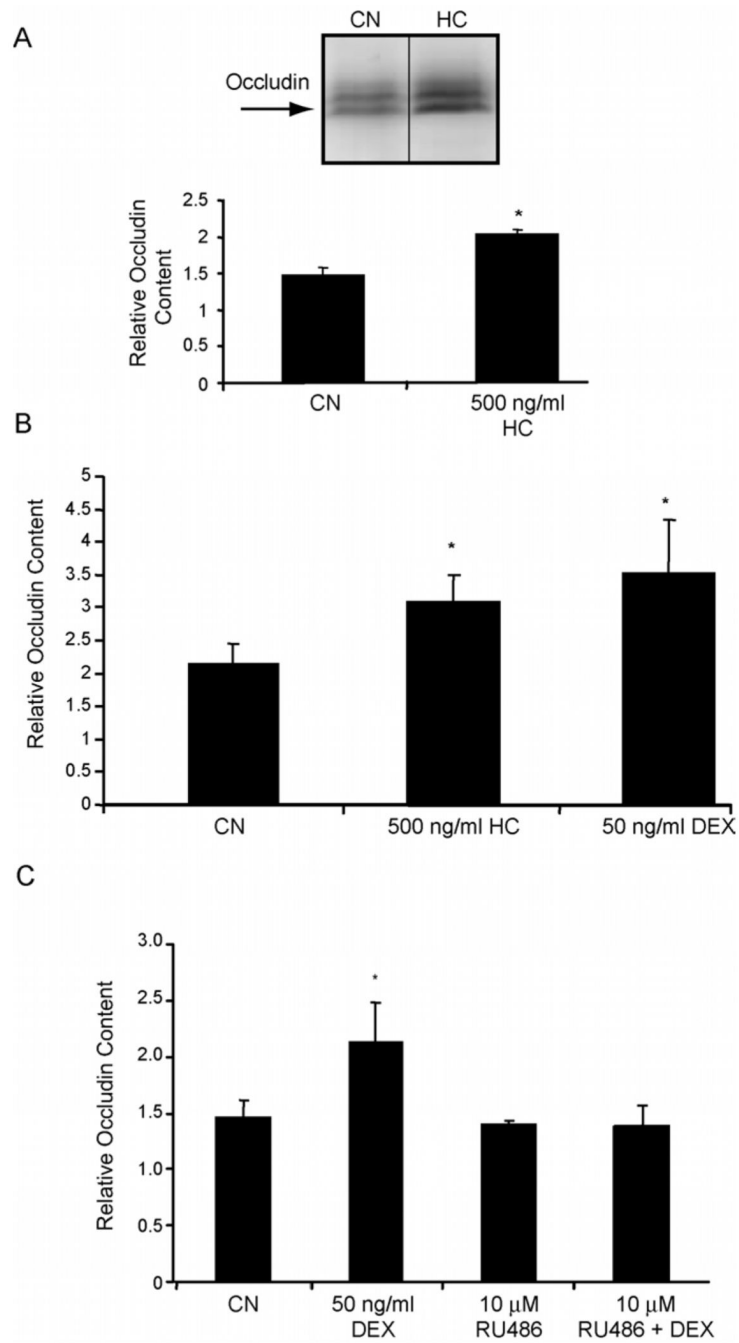 A
CN HC
Occludin
Relative Occludin
Content
2.5
2
1.5
1
0.5
0
*
CN 500 ng/ml
HC
B
Relative Occludin Content
5
4.5
4
3.5
3
2.5
2
1.5
1
0.5
0
*
*
CN 500 ng/ml HC 50 ng/ml DEX
C
Relative Occludin Content
3.0
2.5
2.0
1.5
1.0
0.5
0
*
CN 50 ng/ml 10 µM 10 µM
DEX RU486 RU486 + DEX